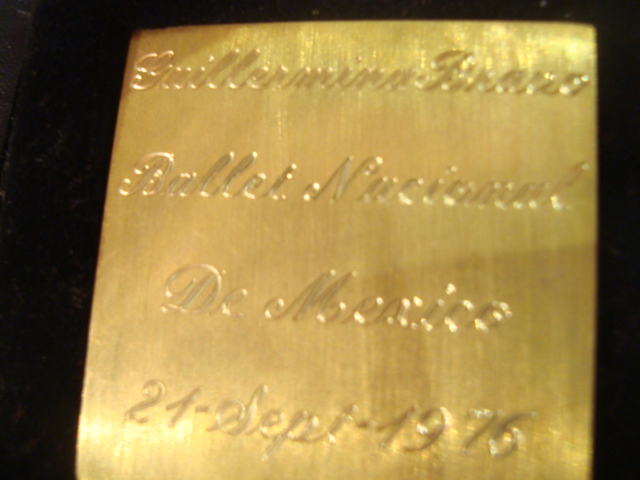 Guillermina Bravo
Ballet Nacional
De Mexico
21-Sept-1976